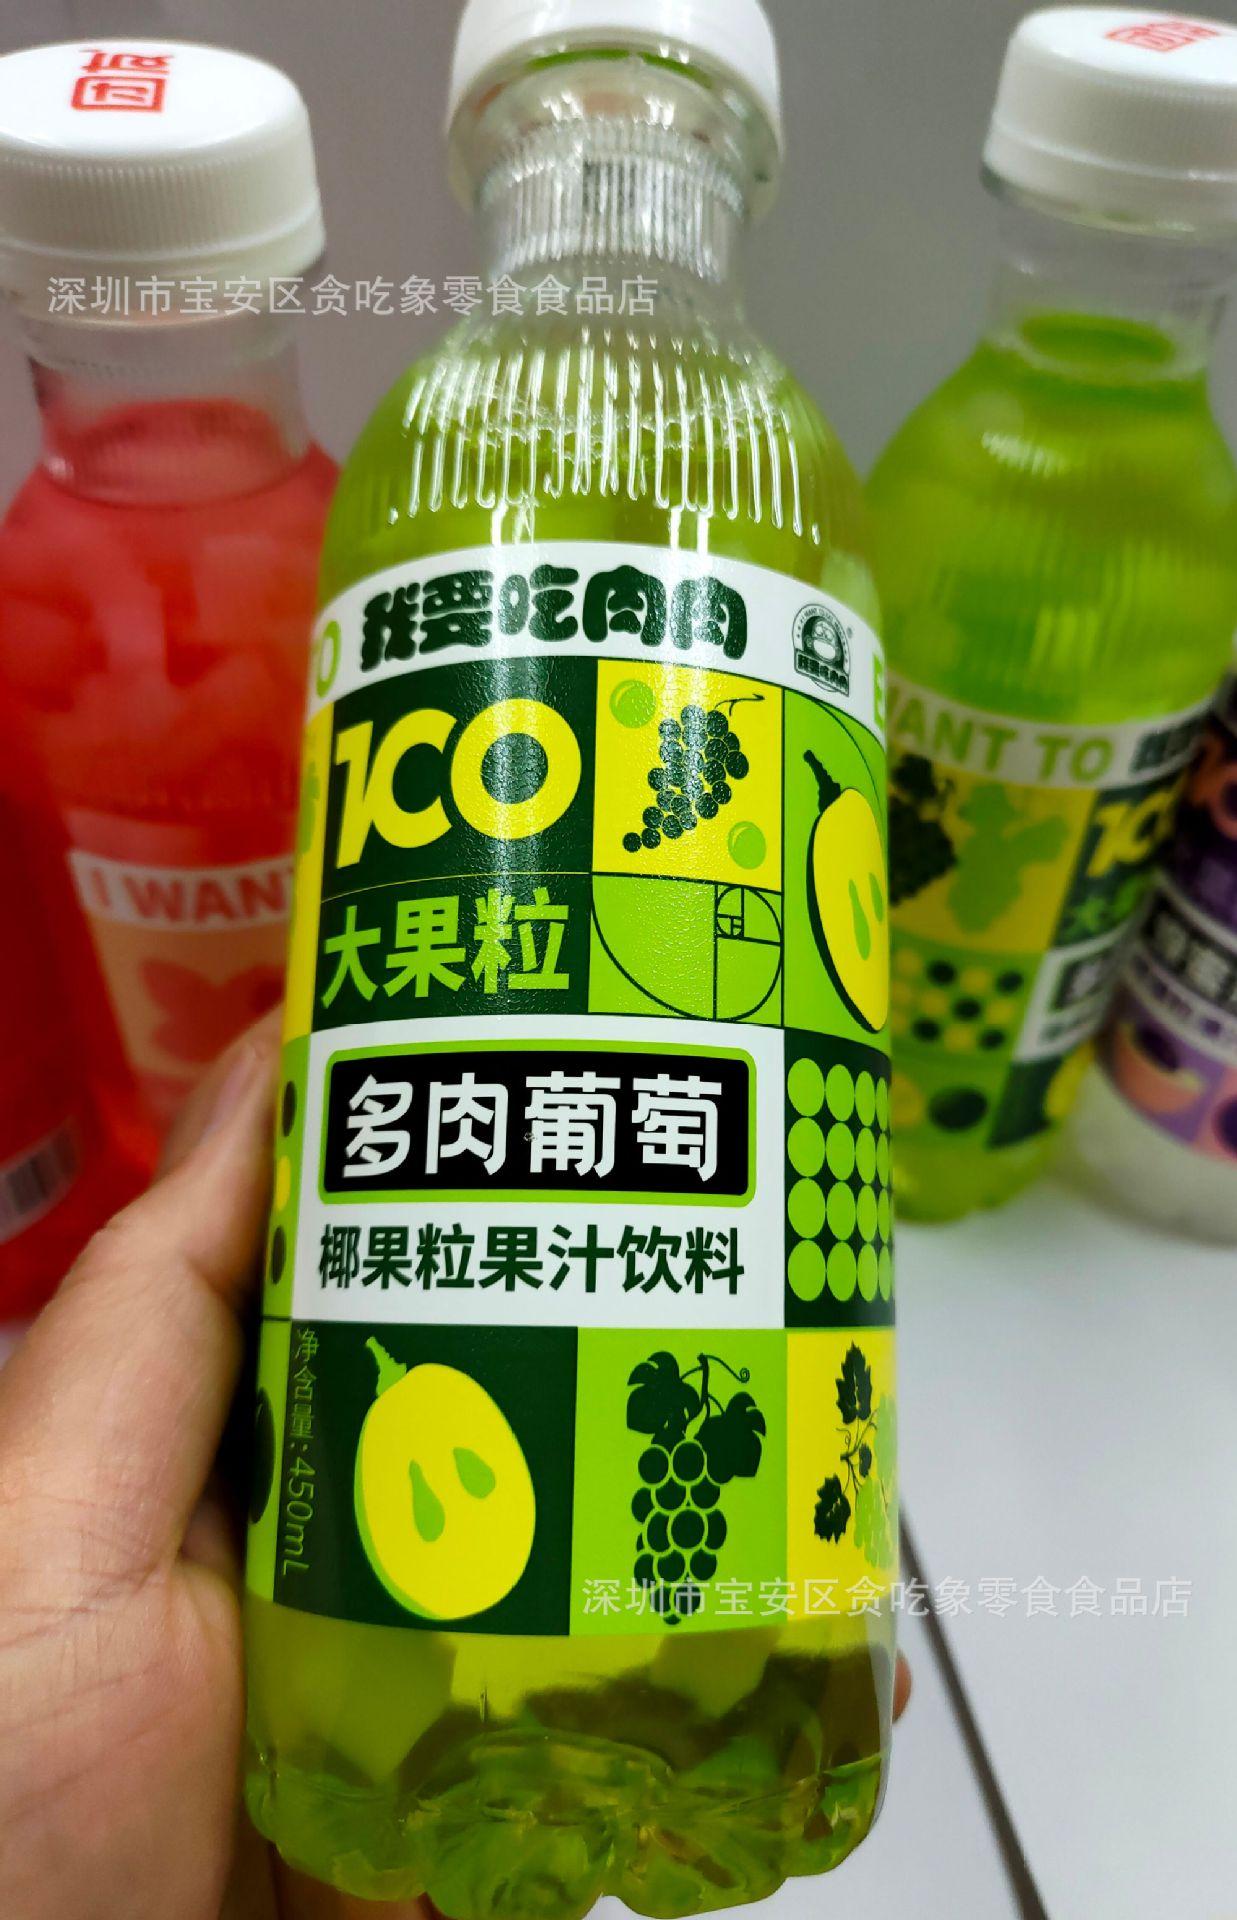 深圳市宝安区贪吃象零食食品店
我要吃肉肉
100
大果粒
多肉葡萄
椰果粒果汁饮料
净含量:450mL
I WANT
WANT TO
深圳市宝安区贪吃象零食食品店